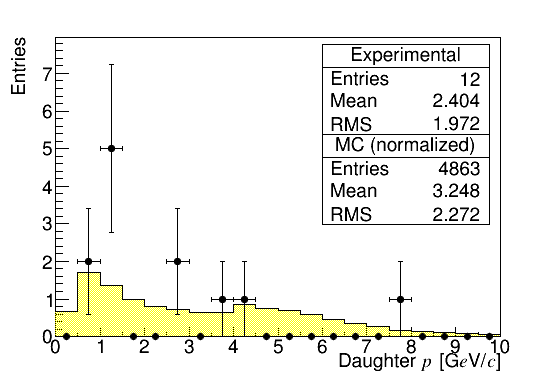 Entries
Experimental
Entries 12
Mean 2.404
RMS 1.972
MC (normalized)
Entries 4863
Mean 3.248
RMS 2.272
7
6
5
4
3
2
1
0
0 1 2 3 4 5 6 7 8 9 10
Daughter p [GeV/c]